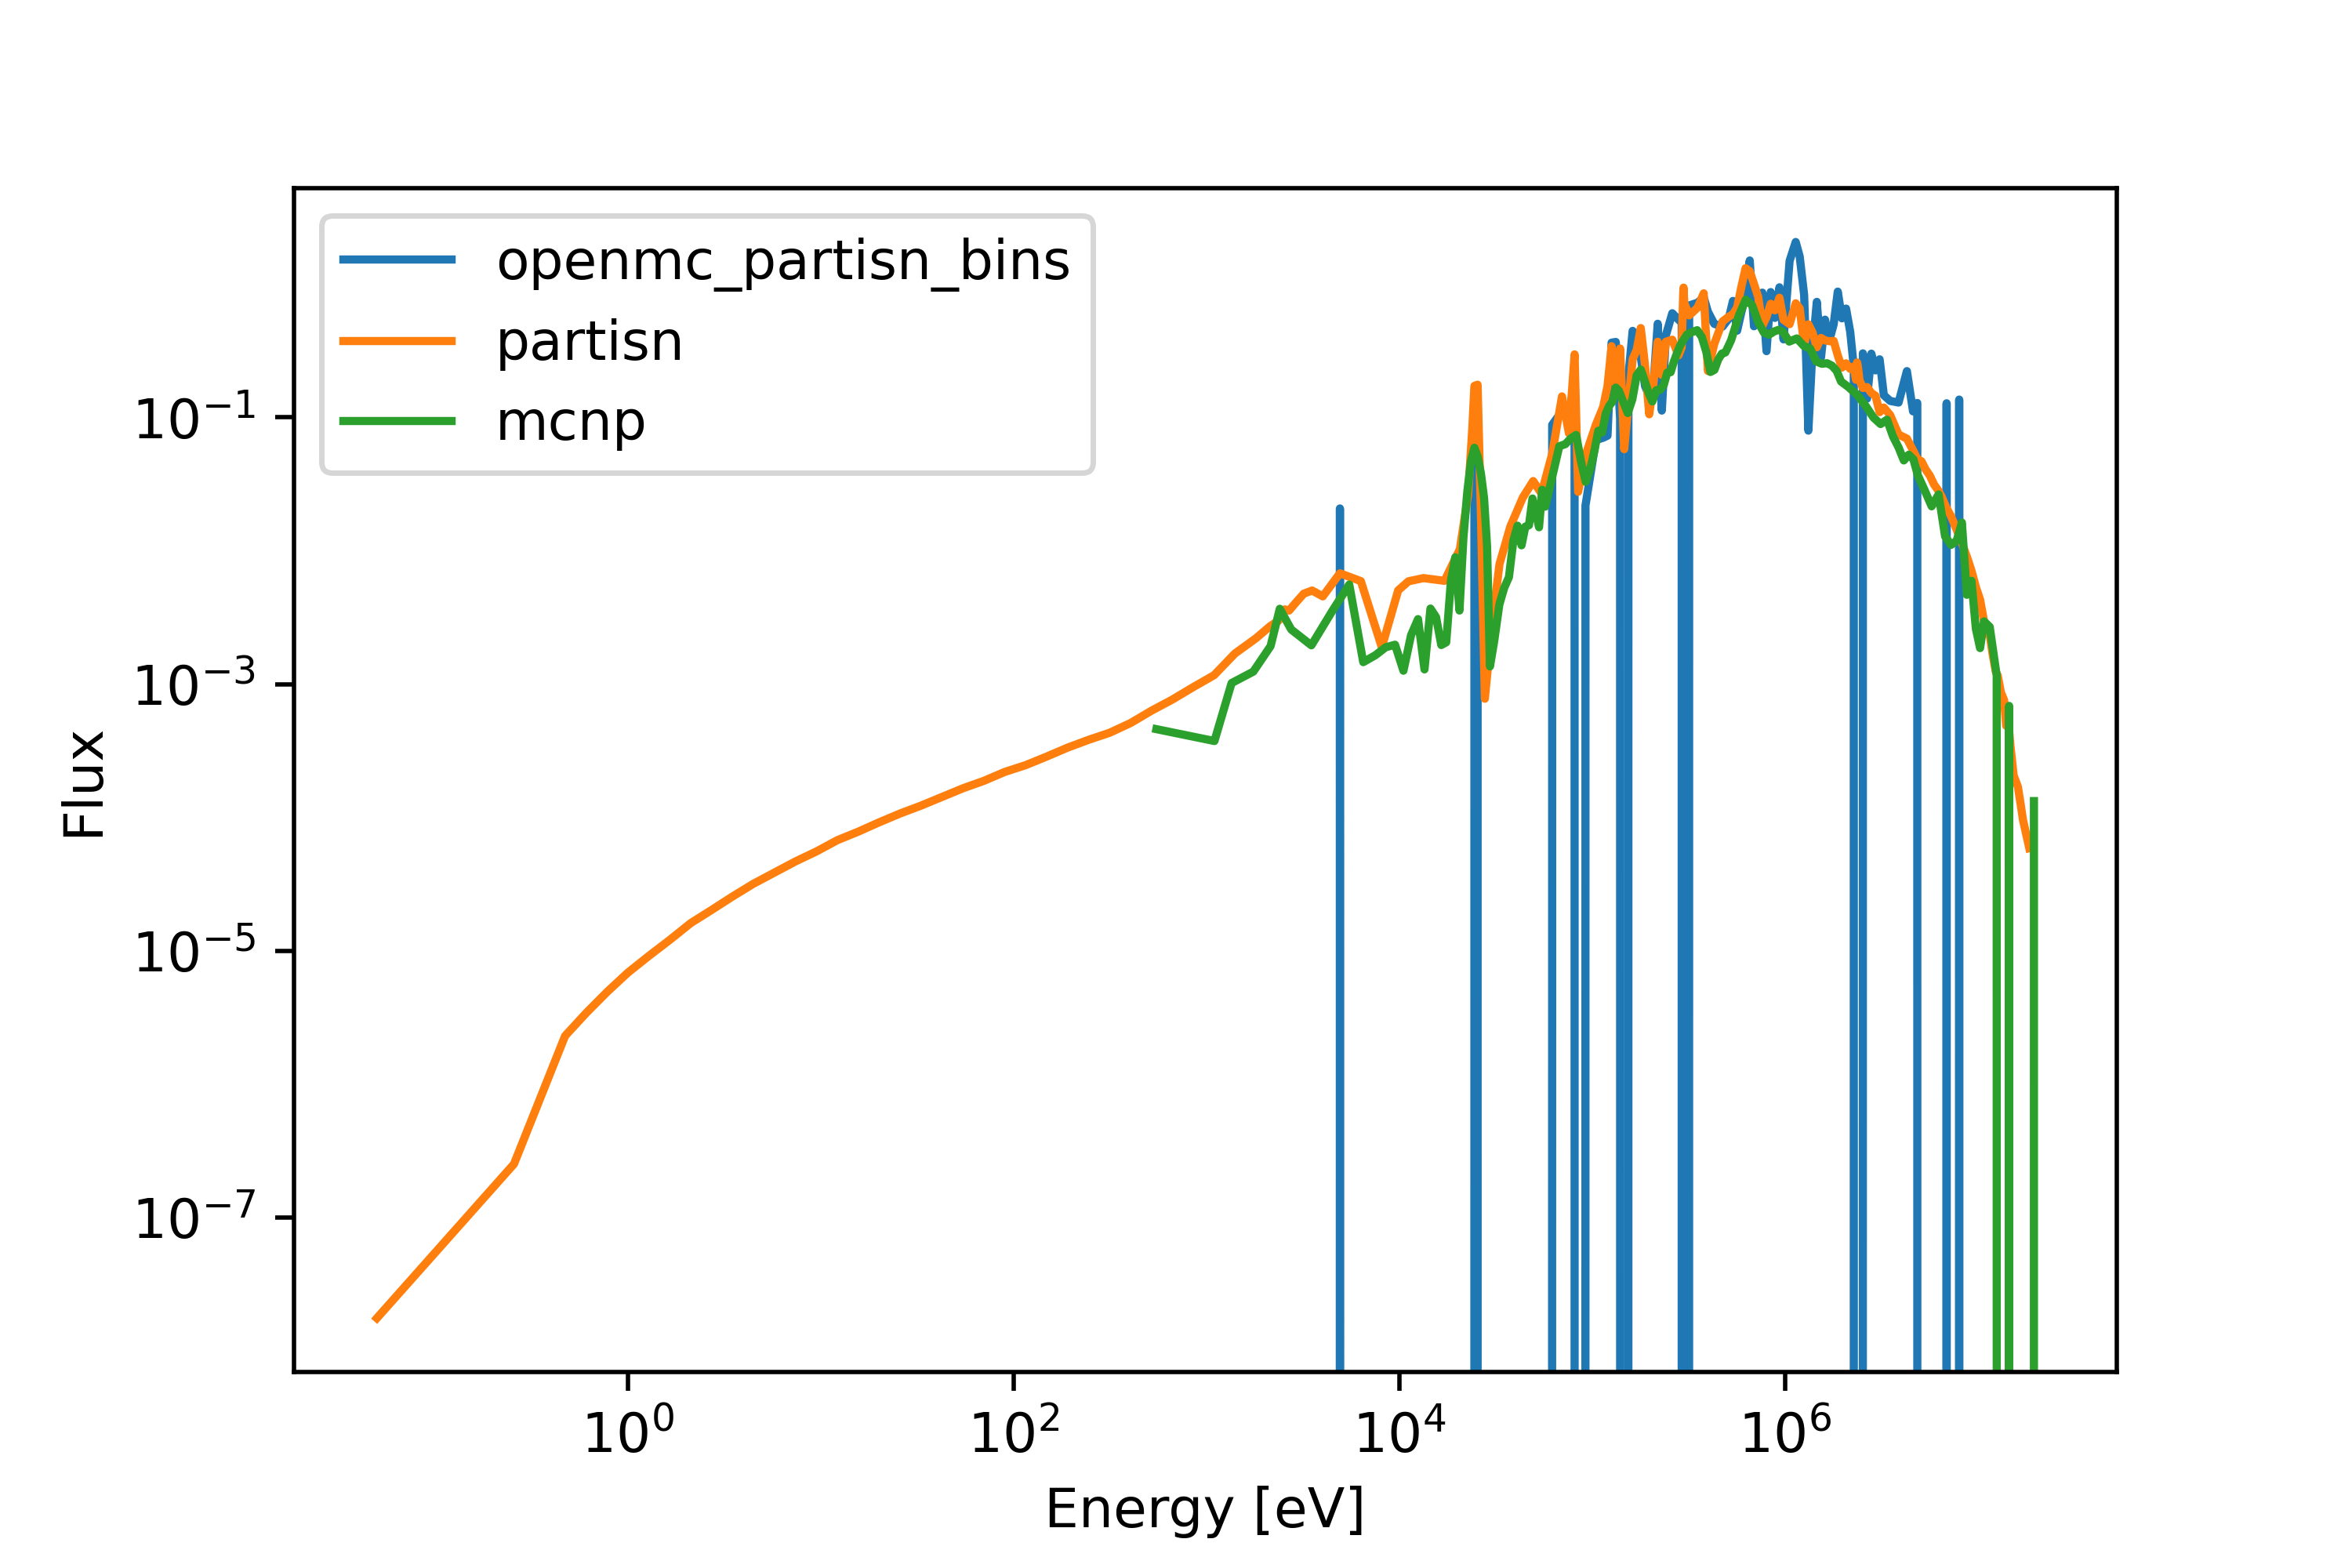 openmc_partisn_bins
partisn
mcnp
10⁻¹
10⁻³
10⁻⁵
10⁻⁷
Flux
10⁰ 10² 10⁴ 10⁶
Energy [eV]